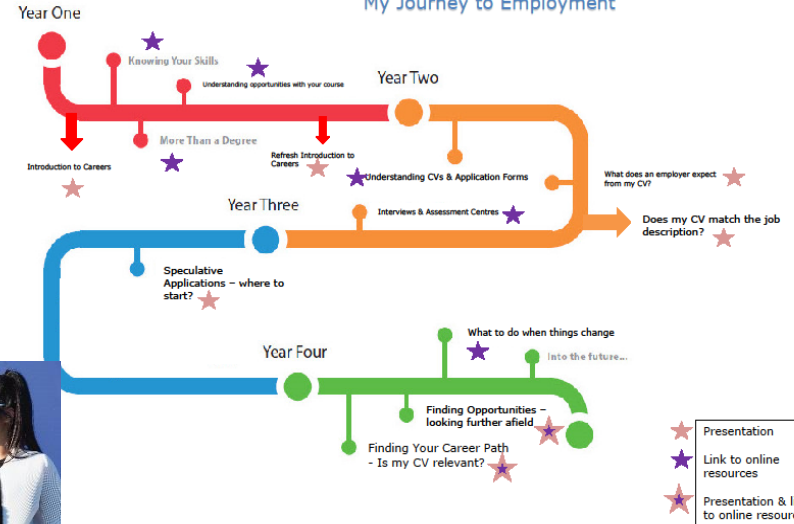 My Journey to Employment
Year One
Knowing Your Skills
Understanding opportunities with your course
Year Two
More Than a Degree
Introduction to Careers
Refresh Introduction to
Careers
Understanding CVs & Application Forms
What does an employer expect
from my CV?
Year Three
Interviews & Assessment Centres
Does my CV match the job
description?
Speculative
Applications – where to
start?
What to do when things change
Year Four
Into the future...
Finding Opportunities –
looking further afield
Finding Your Career Path
- Is my CV relevant?
Presentation
Link to online
resources
Presentation &
to online